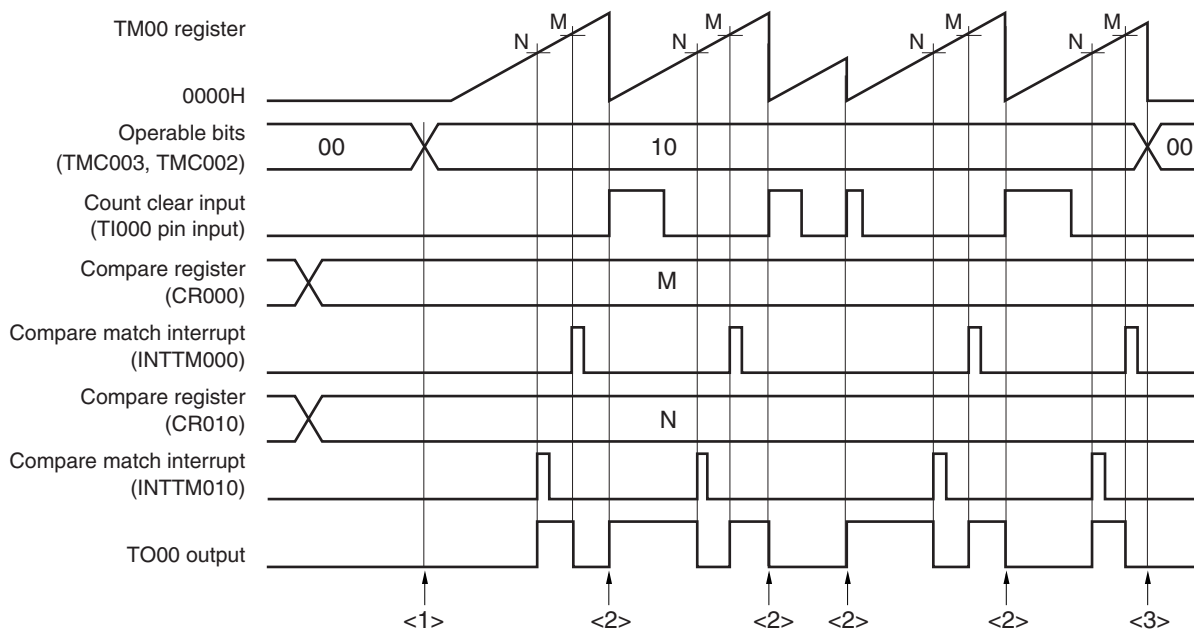 M M M M
TM00 register
N N N N
0000H
Operable bits
(TMC003, TMC002)
00 10 00
Count clear input
(TI000 pin input)
Compare register
(CR000)
M
Compare match interrupt
(INTTM000)
Compare register
(CR010)
N
Compare match interrupt
(INTTM010)
TO00 output
<1> <2> <2> <2> <2> <3>